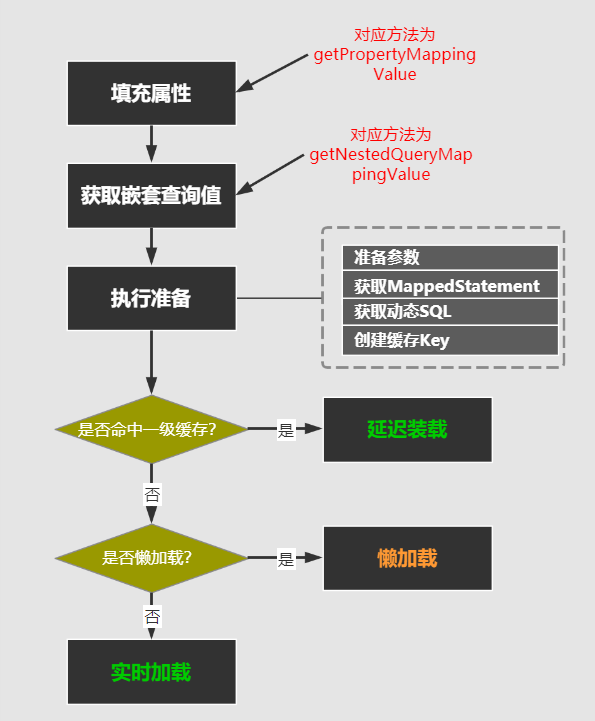 对应方法为
getPropertyMapping
Value
填充属性
对应方法为
getNestedQueryMap
pingValue
获取嵌套查询值
执行准备
准备参数
获取MappedStatement
获取动态SQL
创建缓存Key
是否命中一级缓存?
是
延迟装载
否
是否懒加载?
是
懒加载
否
实时加载